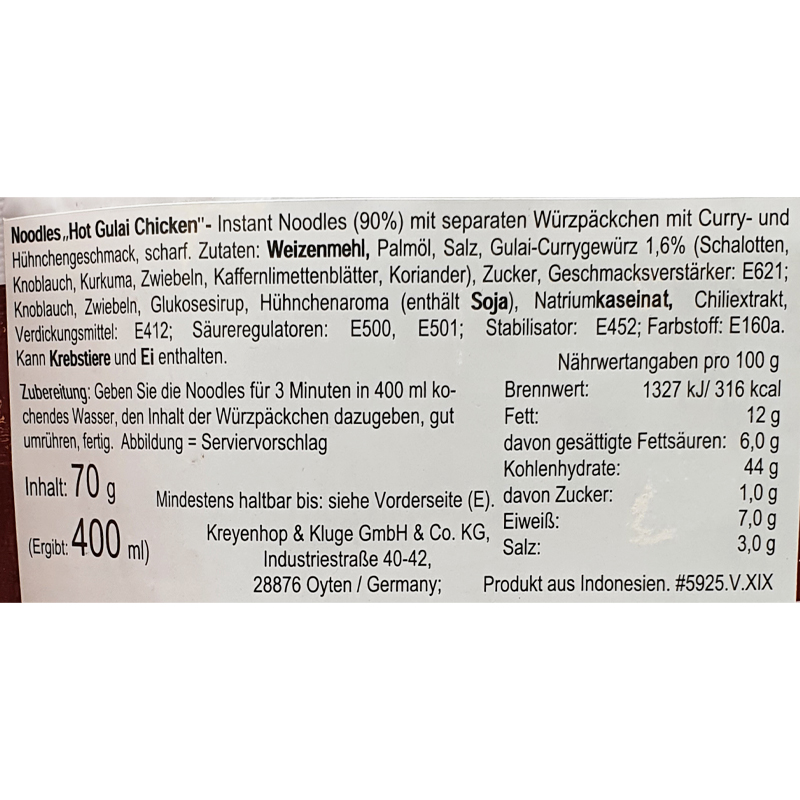 Noodles „Hot Gulai Chicken"- Instant Noodles (90%) mit separaten Würzpäckchen mit Curry- und
Hühnchengeschmack, scharf. Zutaten: Weizenmehl, Palmöl, Salz, Gulai-Currygewürz 1,6% (Schalotten,
Knoblauch, Kurkuma, Zwiebeln, Kaffernlimettenblätter, Koriander), Zucker, Geschmacksverstärker: E621;
Knoblauch, Zwiebeln, Glukosesirup, Hühnchenaroma (enthält Soja), Natriumkaseinat, Chiliextrakt,
Verdickungsmittel: E412; Säureregulatoren: E500, E501; Stabilisator: E452; Farbstoff: E160a.
Kann Krebstiere und Ei enthalten.
Zubereitung: Geben Sie die Noodles für 3 Minuten in 400 ml ko-
chendes Wasser, den Inhalt der Würzpäckchen dazugeben, gut
umrühren, fertig. Abbildung = Serviervorschlag
Inhalt: 70 g
(Ergibt: 400 ml)
Mindestens haltbar bis: siehe Vorderseite (E).
Kreyenhop & Kluge GmbH & Co. KG,
Industriestraße 40-42,
28876 Oyten / Germany;
Nährwertangaben pro 100 g
Brennwert: 1327 kJ/ 316 kcal
Fett: 12 g
davon gesättigte Fettsäuren: 6,0 g
Kohlenhydrate: 44 g
davon Zucker: 1,0 g
Eiweiß: 7,0 g
Salz: 3,0 g
Produkt aus Indonesien. #5925.V.XIX